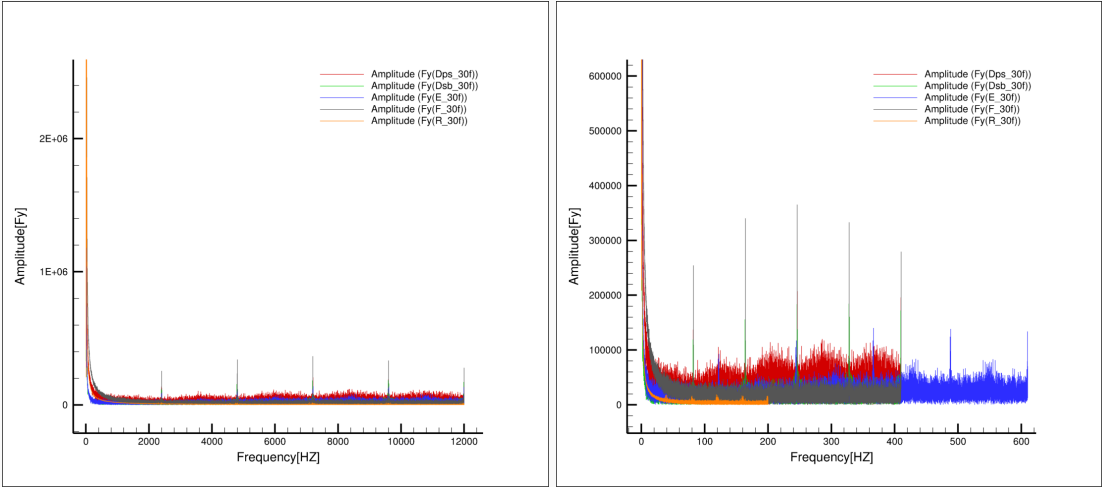 Amplitude (Fy(Dps_30f))
Amplitude (Fy(Dsb_30f))
Amplitude (Fy(E_30f))
Amplitude (Fy(F_30f))
Amplitude (Fy(R_30f))
2E+06
1E+06
0
Amplitude[Fy]
0 2000 4000 6000 8000 10000 12000
Frequency[HZ]
Amplitude (Fy(Dps_30f))
Amplitude (Fy(Dsb_30f))
Amplitude (Fy(E_30f))
Amplitude (Fy(F_30f))
Amplitude (Fy(R_30f))
600000
500000
400000
300000
200000
100000
0
Amplitude[Fy]
0 100 200 300 400 500 600
Frequency[HZ]